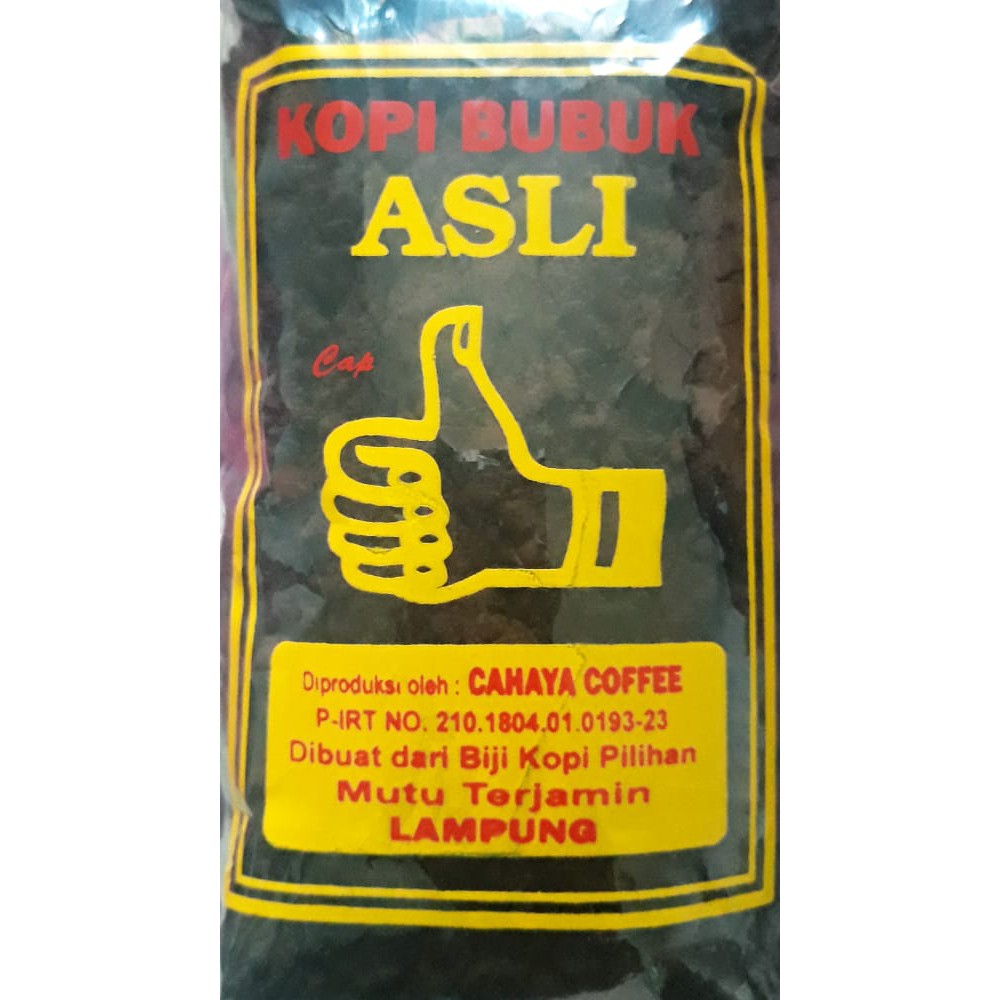 KOPI BUBUK
ASLI
Cap
Diproduksi oleh : CAHAYA COFFEE
P-IRT NO. 210.1804.01.0193-23
Dibuat dari Biji Kopi Pilihan
Mutu Terjamin
LAMPUNG